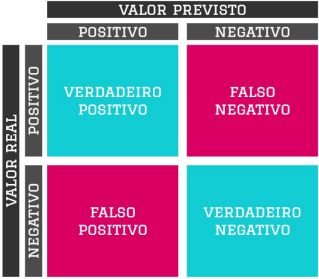 VALOR PREVISTO
POSITIVO NEGATIVO
VALOR REAL
POSITIVO
VERDADEIRO
POSITIVO
FALSO
NEGATIVO
NEGATIVO
FALSO
POSITIVO
VERDADEIRO
NEGATIVO